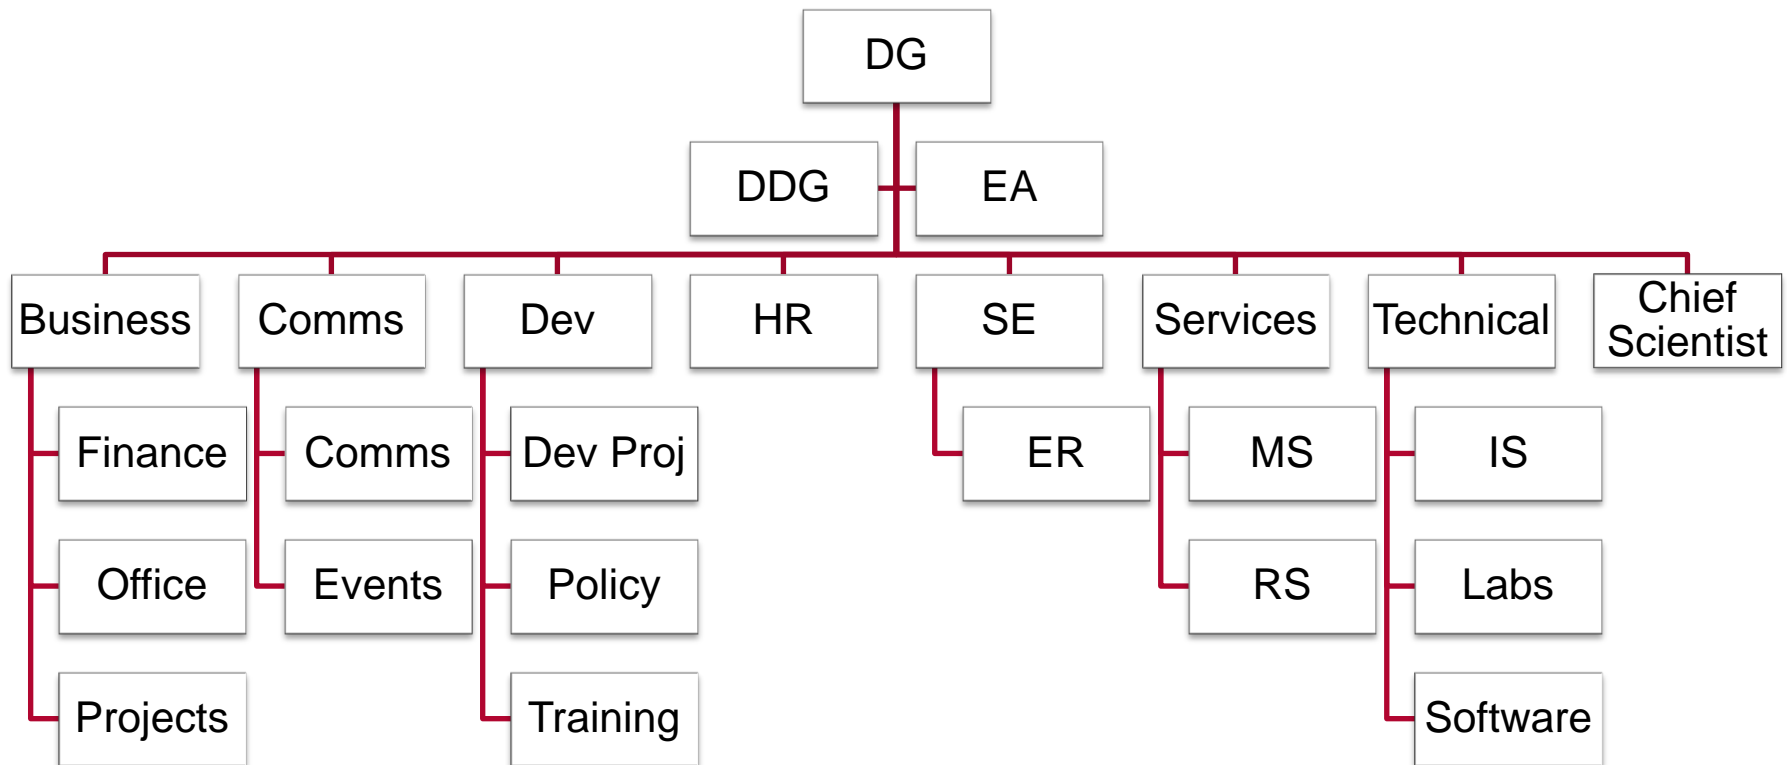 DG
DDG
EA
Business
Comms
Dev
HR
SE
Services
Technical
Chief
Scientist
Finance
Comms
Dev Proj
ER
MS
IS
Office
Events
Policy
RS
Labs
Projects
Training
Software